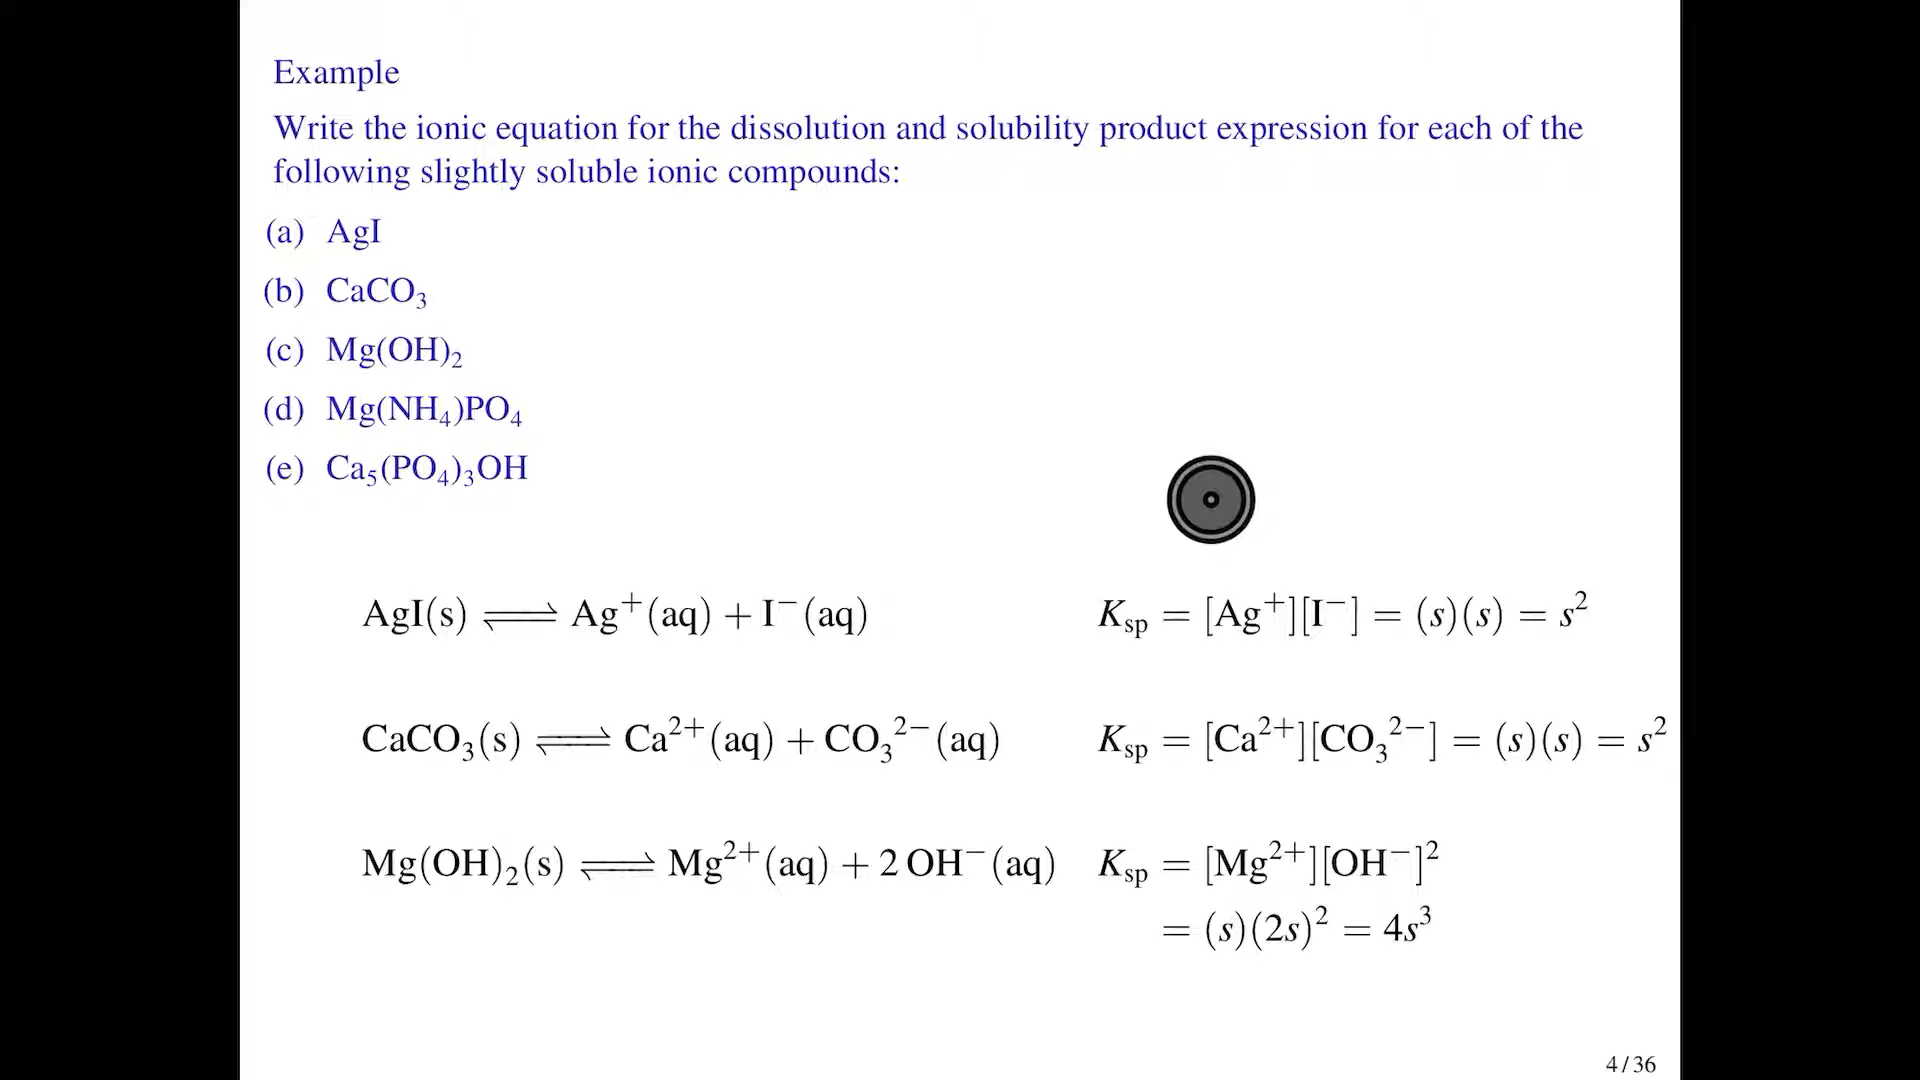 Example
Write the ionic equation for the dissolution and solubility product expression for each of the
following slightly soluble ionic compounds:
(a) AgI
(b) CaCO₃
(c) Mg(OH)₂
(d) Mg(NH₄)PO₄
(e) Ca₅(PO₄)₃OH
AgI(s) ⇌ Ag⁺(aq) + I⁻(aq) Kₛₚ = [Ag⁺][I⁻] = (s)(s) = s²
CaCO₃(s) ⇌ Ca²⁺(aq) + CO₃²⁻(aq) Kₛₚ = [Ca²⁺][CO₃²⁻] = (s)(s) = s²
Mg(OH)₂(s) ⇌ Mg²⁺(aq) + 2 OH⁻(aq) Kₛₚ = [Mg²⁺][OH⁻]²
= (s)(2s)² = 4s³
4 / 36